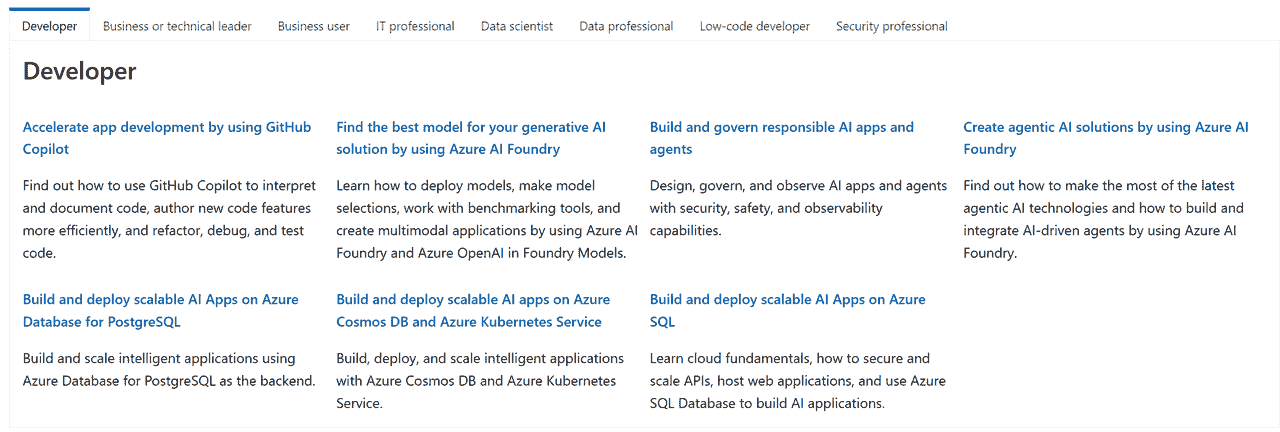 Developer
Business or technical leader
Business user
IT professional
Data scientist
Data professional
Low-code developer
Security professional
Developer
Accelerate app development by using GitHub
Copilot
Find out how to use GitHub Copilot to interpret
and document code, author new code features
more efficiently, and refactor, debug, and test
code.
Find the best model for your generative AI
solution by using Azure AI Foundry
Learn how to deploy models, make model
selections, work with benchmarking tools, and
create multimodal applications by using Azure AI
Foundry and Azure OpenAI in Foundry Models.
Build and govern responsible AI apps and
agents
Design, govern, and observe AI apps and agents
with security, safety, and observability
capabilities.
Create agentic AI solutions by using Azure AI
Foundry
Find out how to make the most of the latest
agentic AI technologies and how to build and
integrate AI-driven agents by using Azure AI
Foundry.
Build and deploy scalable AI Apps on Azure
Database for PostgreSQL
Build and scale intelligent applications using
Azure Database for PostgreSQL as the backend.
Build and deploy scalable AI apps on Azure
Cosmos DB and Azure Kubernetes Service
Build, deploy, and scale intelligent applications
with Azure Cosmos DB and Azure Kubernetes
Service.
Build and deploy scalable AI Apps on Azure
SQL
Learn cloud fundamentals, how to secure and
scale APIs, host web applications, and use Azure
SQL Database to build AI applications.